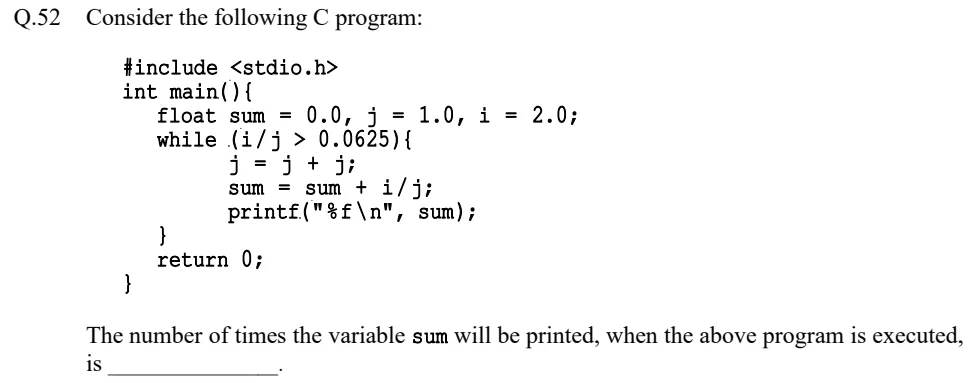 Q.52 Consider the following C program:
#include <stdio.h>
int main(){
float sum = 0.0, j = 1.0, i = 2.0;
while (i/j > 0.0625){
j = j + j;
sum = sum + i/j;
printf("%f\n", sum);
}
return 0;
}
The number of times the variable sum will be printed, when the above program is executed,
is _______________.